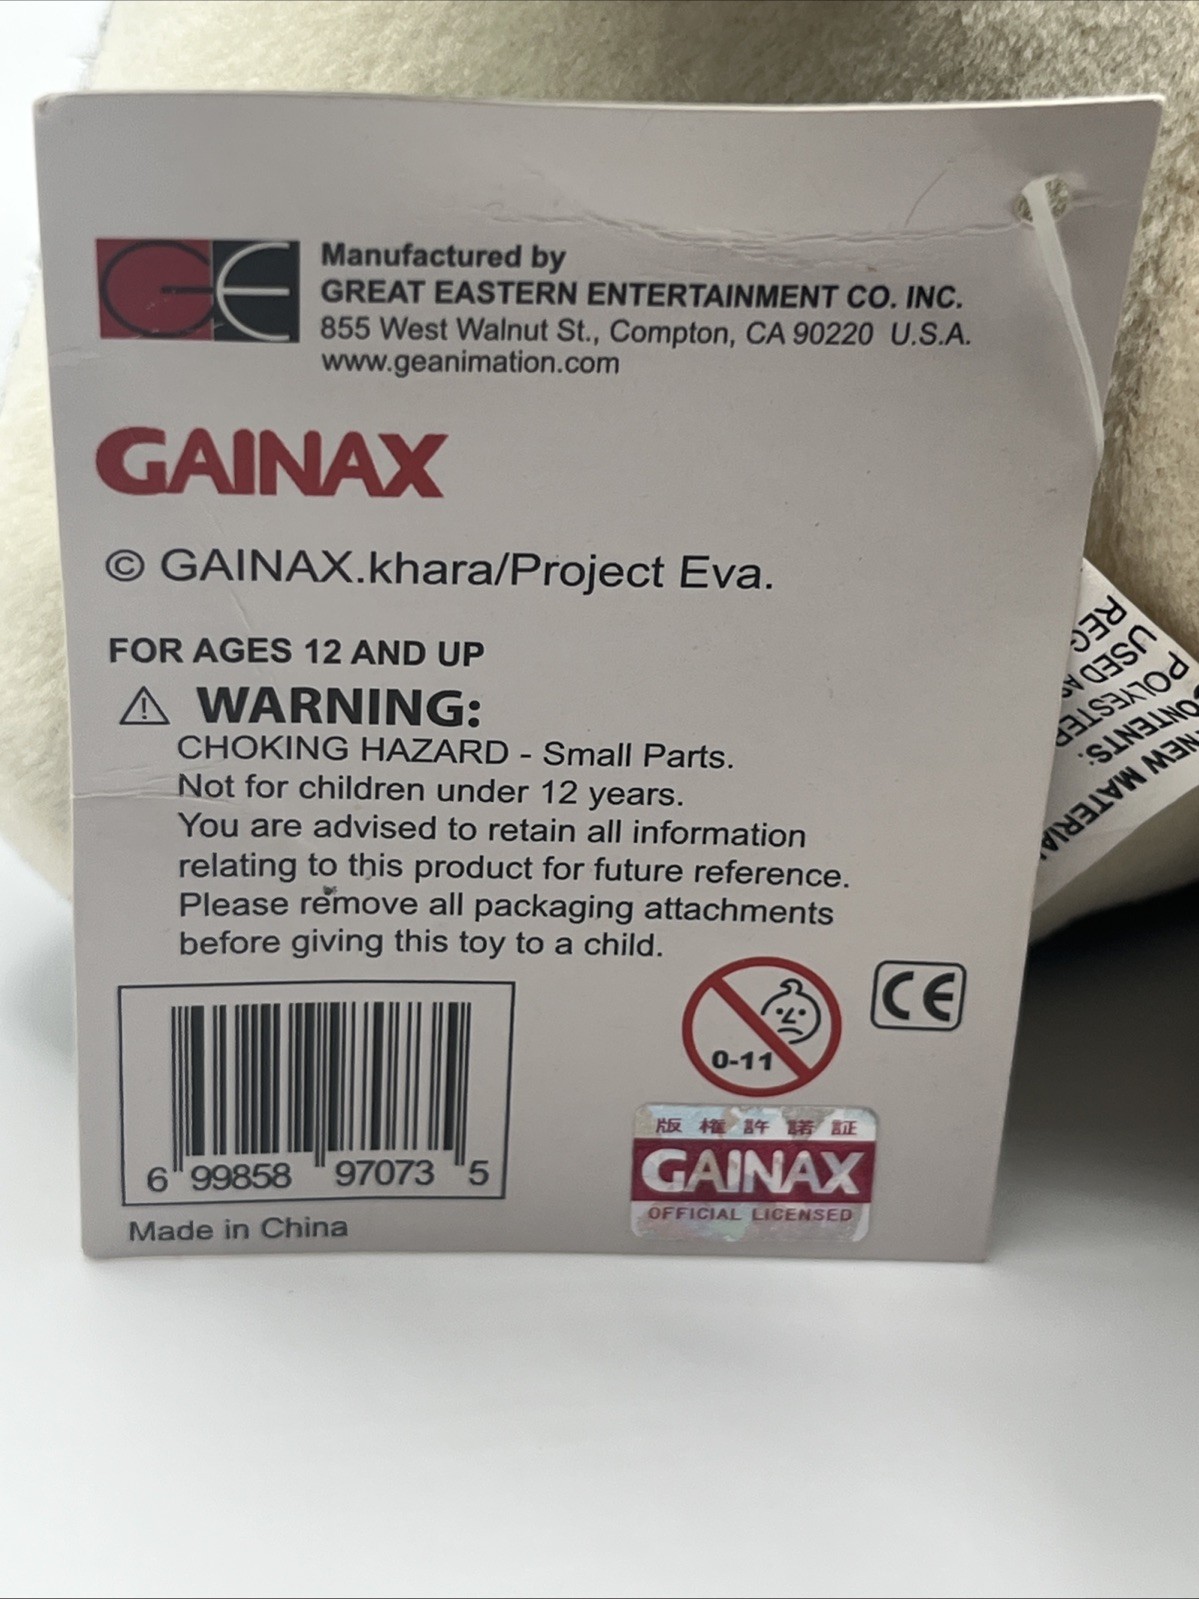 GE
Manufactured by
GREAT EASTERN ENTERTAINMENT CO. INC.
855 West Walnut St., Compton, CA 90220 U.S.A.
www.geanimation.com
GAINAX
© GAINAX.khara/Project Eva.
FOR AGES 12 AND UP
WARNING:
CHOKING HAZARD - Small Parts.
Not for children under 12 years.
You are advised to retain all information
relating to this product for future reference.
Please remove all packaging attachments
before giving this toy to a child.
0-11
CE
6 99858 97073 5
Made in China
版権許諾証
GAINAX
OFFICIAL LICENSED
NEW
POLYESTER
USED